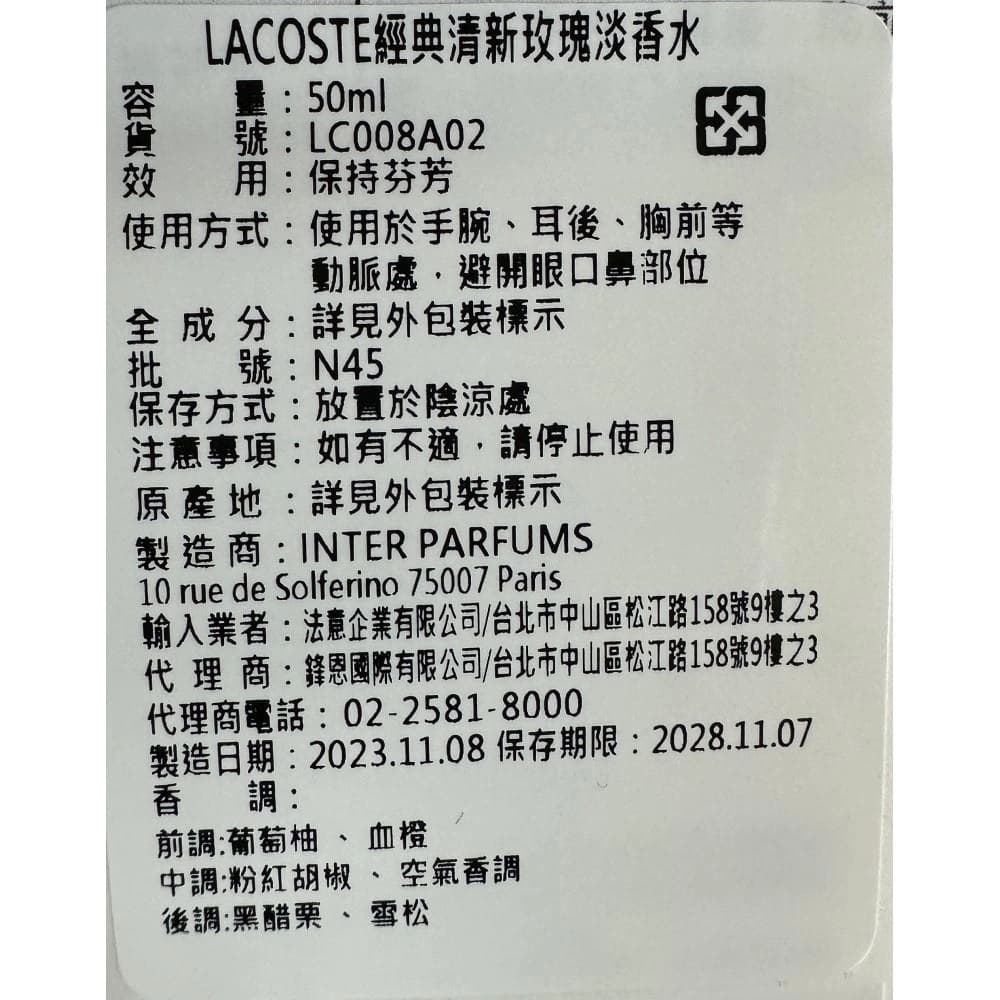 LACOSTE經典清新玫瑰淡香水
容量：50ml
貨號：LC008A02
效用：保持芬芳
使用方式：使用於手腕、耳後、胸前等
動脈處，避開眼口鼻部位
全成分：詳見外包裝標示
批號：N45
保存方式：放置於陰涼處
注意事項：如有不適，請停止使用
原產地：詳見外包裝標示
製造商：INTER PARFUMS
10 rue de Solferino 75007 Paris
輸入業者：法意企業有限公司/台北市中山區松江路158號9樓之3
代理商：鋒恩國際有限公司/台北市中山區松江路158號9樓之3
代理商電話：02-2581-8000
製造日期：2023.11.08 保存期限：2028.11.07
香調：
前調:葡萄柚、血橙
中調:粉紅胡椒、空氣香調
後調:黑醋栗、雪松